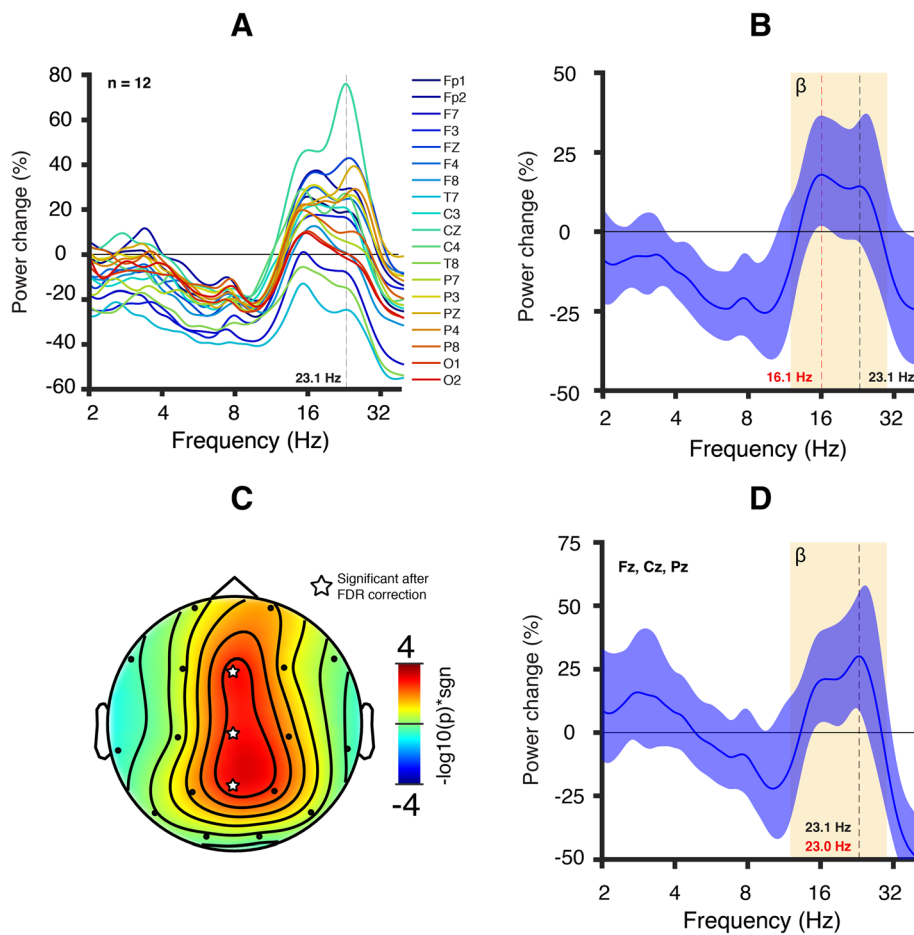 A
Power change (%)
80
60
40
20
0
-20
-40
-60
n = 12
23.1 Hz
2
4
8
16
32
Frequency (Hz)
Fp1
Fp2
F7
F3
FZ
F4
F8
T7
C3
CZ
C4
T8
P7
P3
PZ
P4
P8
O1
O2
B
Power change (%)
50
25
0
-25
-50
β
16.1 Hz
23.1 Hz
2
4
8
16
32
Frequency (Hz)
C
Significant after
FDR correction
4
-4
-log10(p)*sgn
D
Power change (%)
75
50
25
0
-25
-50
Fz, Cz, Pz
β
23.1 Hz
23.0 Hz
2
4
8
16
32
Frequency (Hz)